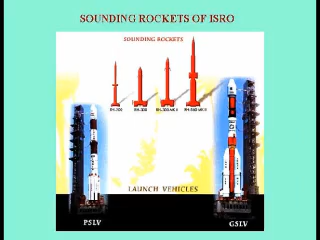 SOUNDING ROCKETS OF ISRO
SOUNDING ROCKETS
LAUNCH VEHICLES
PSLV
GSLV